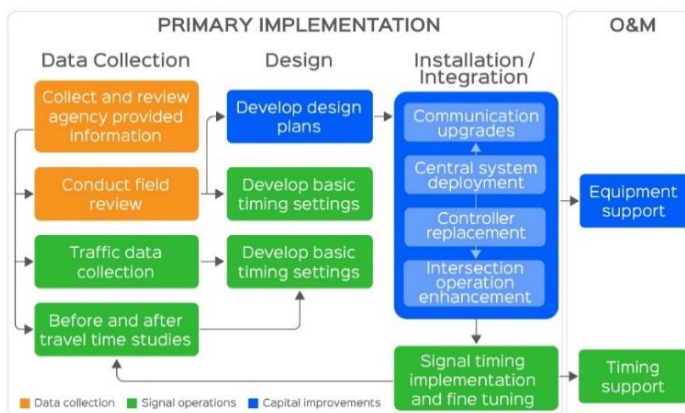 PRIMARY IMPLEMENTATION
O&M
Data Collection
Design
Installation /
Integration
Collect and review
agency provided
information
Conduct field
review
Traffic data
collection
Before and after
travel time studies
Develop design
plans
Develop basic
timing settings
Develop basic
timing settings
Communication
upgrades
Central system
deployment
Controller
replacement
Intersection
operation
enhancement
Signal timing
implementation
and fine tuning
Equipment
support
Timing
support
Data collection
Signal operations
Capital improvements